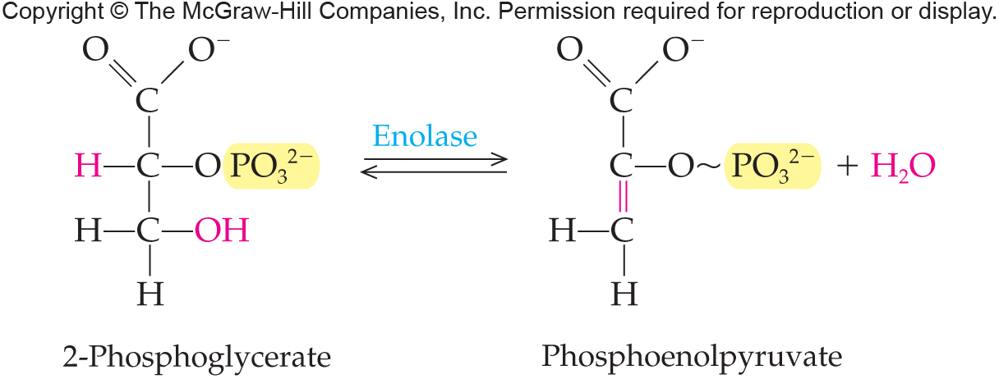 Copyright © The McGraw-Hill Companies, Inc. Permission required for reproduction or display.
O O⁻ O O⁻
C C
Enolase
H—C—O PO₃²⁻ C—O~ PO₃²⁻ + H₂O
H—C—OH H—C
H H
2-Phosphoglycerate Phosphoenolpyruvate